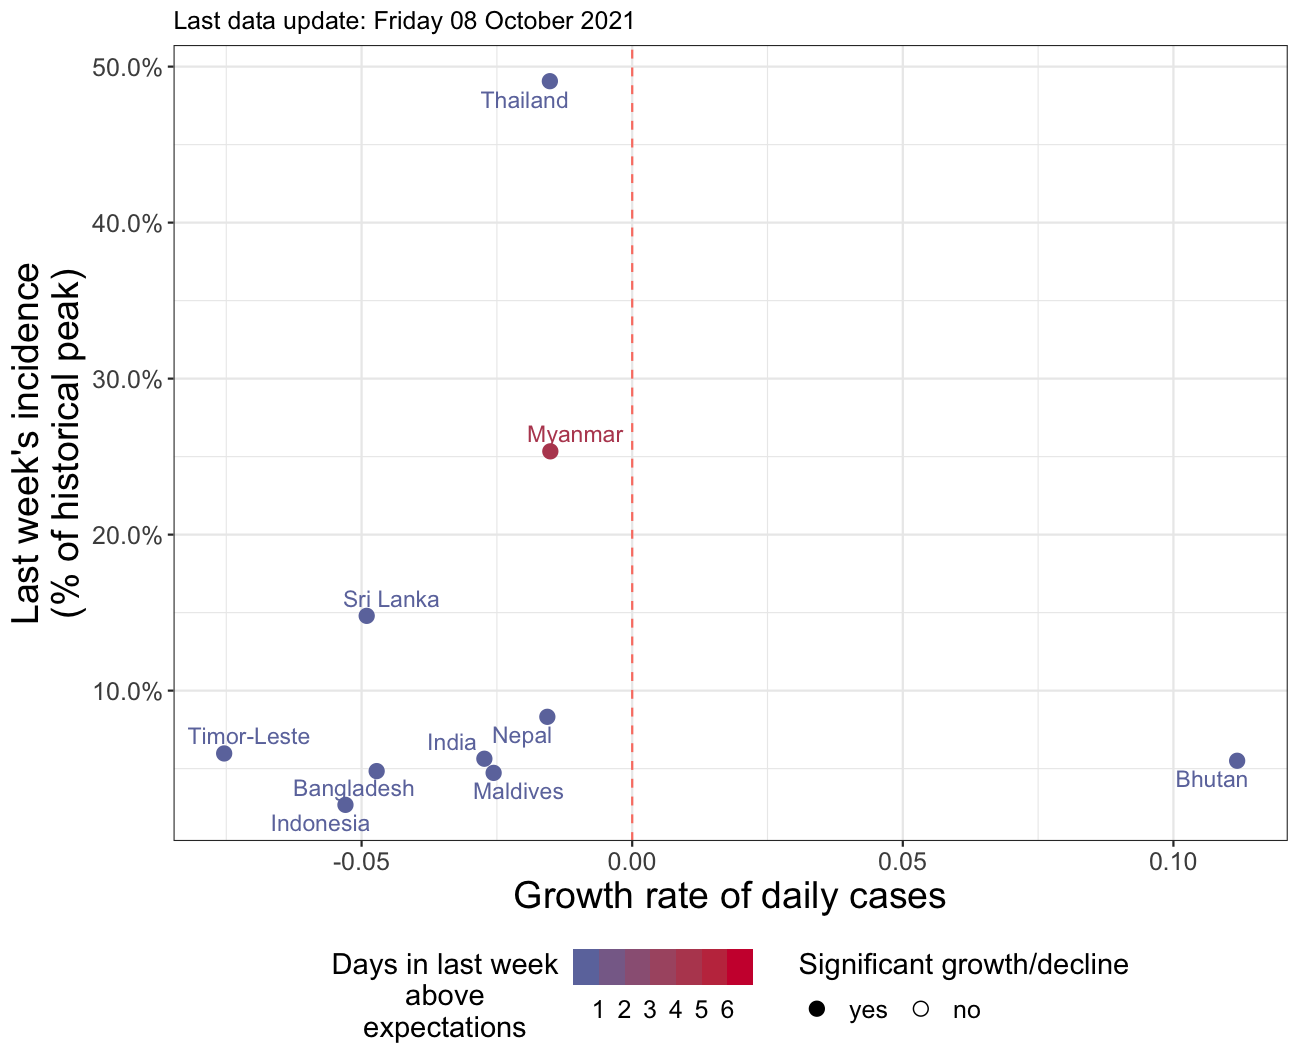 Last data update: Friday 08 October 2021
50.0%
40.0%
30.0%
20.0%
10.0%
Last week's incidence
(% of historical peak)
Thailand
Myanmar
Sri Lanka
Timor-Leste
India
Nepal
Bangladesh
Maldives
Bhutan
Indonesia
-0.05
0.00
0.05
0.10
Growth rate of daily cases
Days in last week
above
expectations
1 2 3 4 5 6
Significant growth/decline
yes no